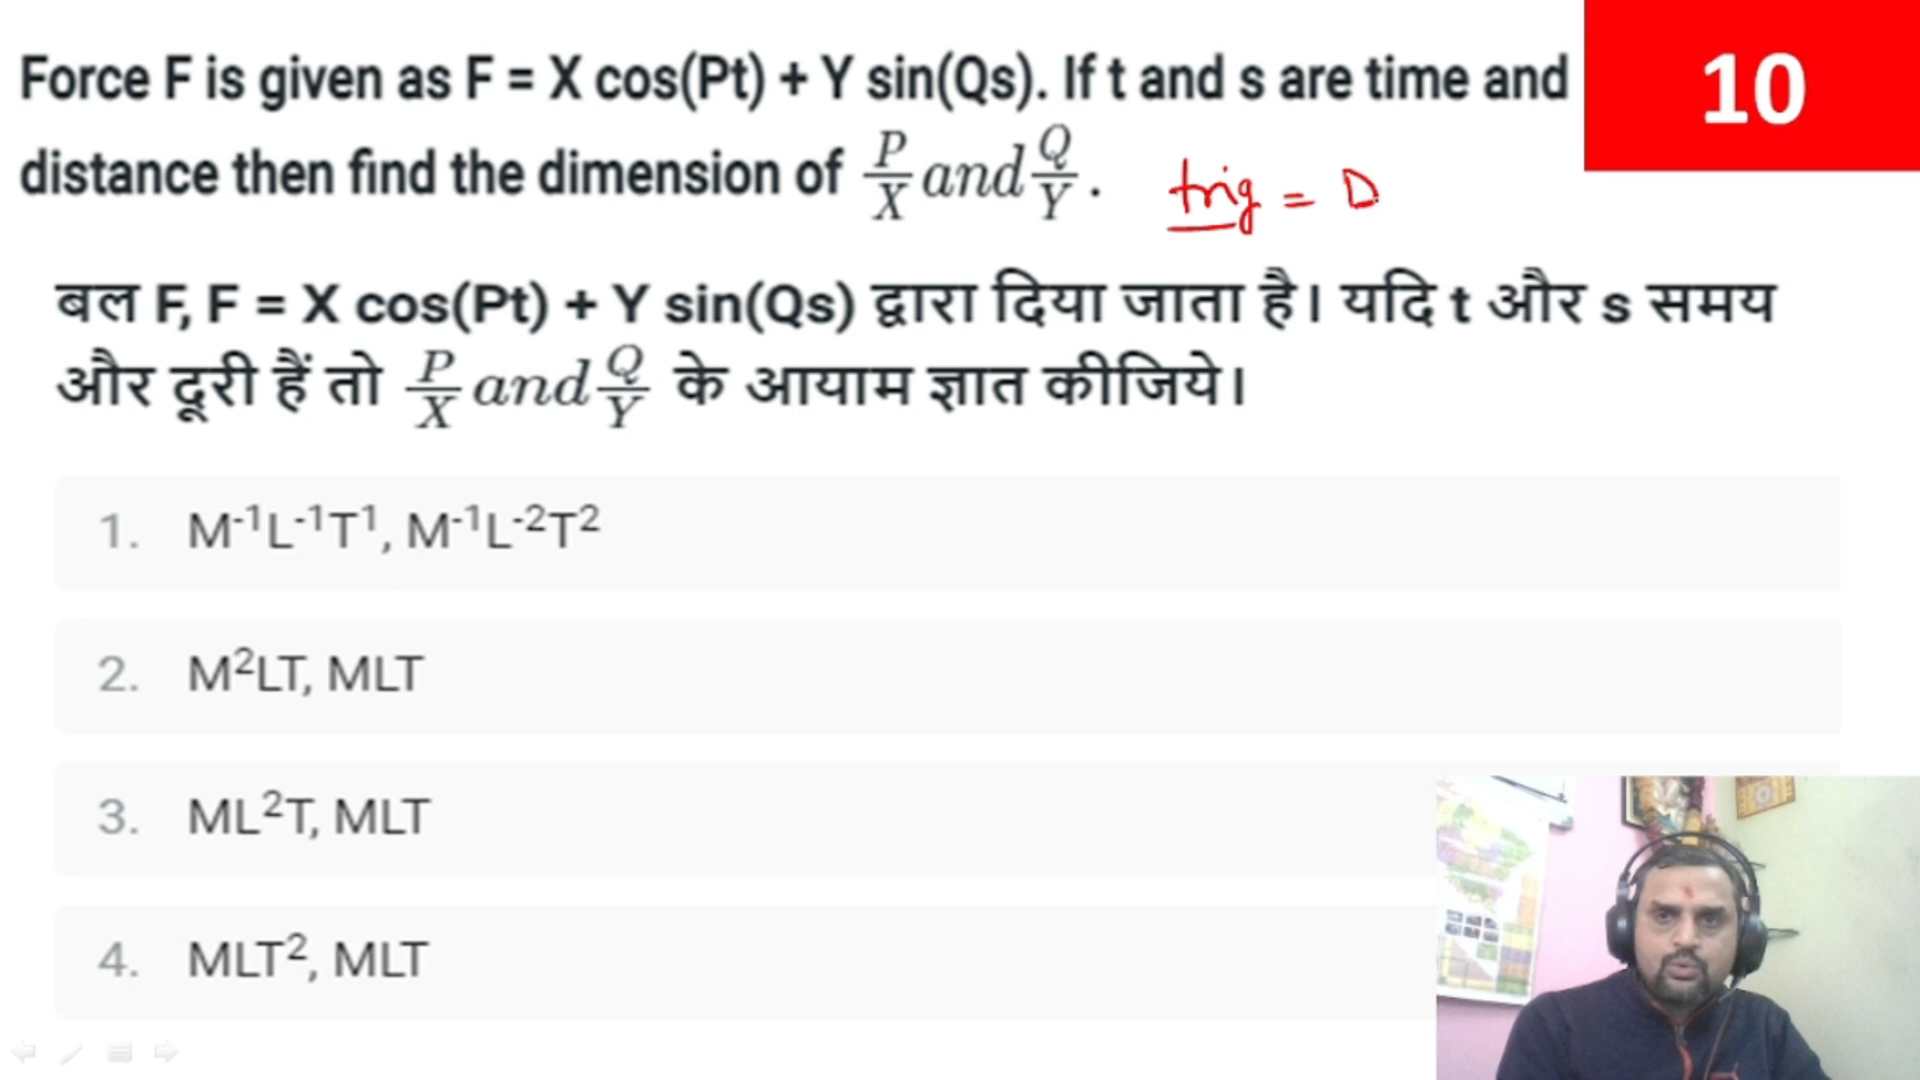 Force F is given as F = X cos(Pt) + Y sin(Qs). If t and s are time and
10
distance then find the dimension of P/X and Q/Y .
trig = D
बल F, F = X cos(Pt) + Y sin(Qs) द्वारा दिया जाता है। यदि t और s समय
और दूरी हैं तो P/X and Q/Y के आयाम ज्ञात कीजिये।
1. M⁻¹L⁻¹T¹, M⁻¹L⁻²T²
2. M²LT, MLT
3. ML²T, MLT
4. MLT², MLT